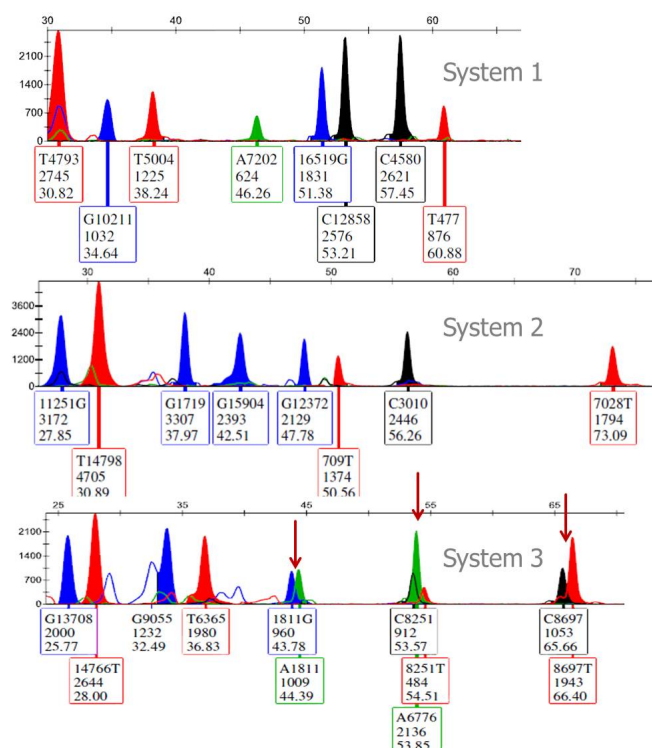 30 40 50 60
2100
1400
700
0
System 1
T4793
2745
30.82
T5004
1225
38.24
A7202
624
46.26
16519G
1831
51.38
C4580
2621
57.45
G10211
1032
34.64
C12858
2576
53.21
T477
876
60.88
30 40 50 60 70
3600
2400
1200
0
System 2
11251G
3172
27.85
G1719
3307
37.97
G15904
2393
42.51
G12372
2129
47.78
C3010
2446
56.26
7028T
1794
73.09
T14798
4705
30.89
709T
1374
50.56
25 35 45 55 65
2100
1400
700
0
System 3
G13708
2000
25.77
G9055
1232
32.49
T6365
1980
36.83
1811G
960
43.78
C8251
912
53.57
C8697
1053
65.66
14766T
2644
28.00
A1811
1009
44.39
8251T
484
54.51
8697T
1943
66.40
A6776
2136
53.85